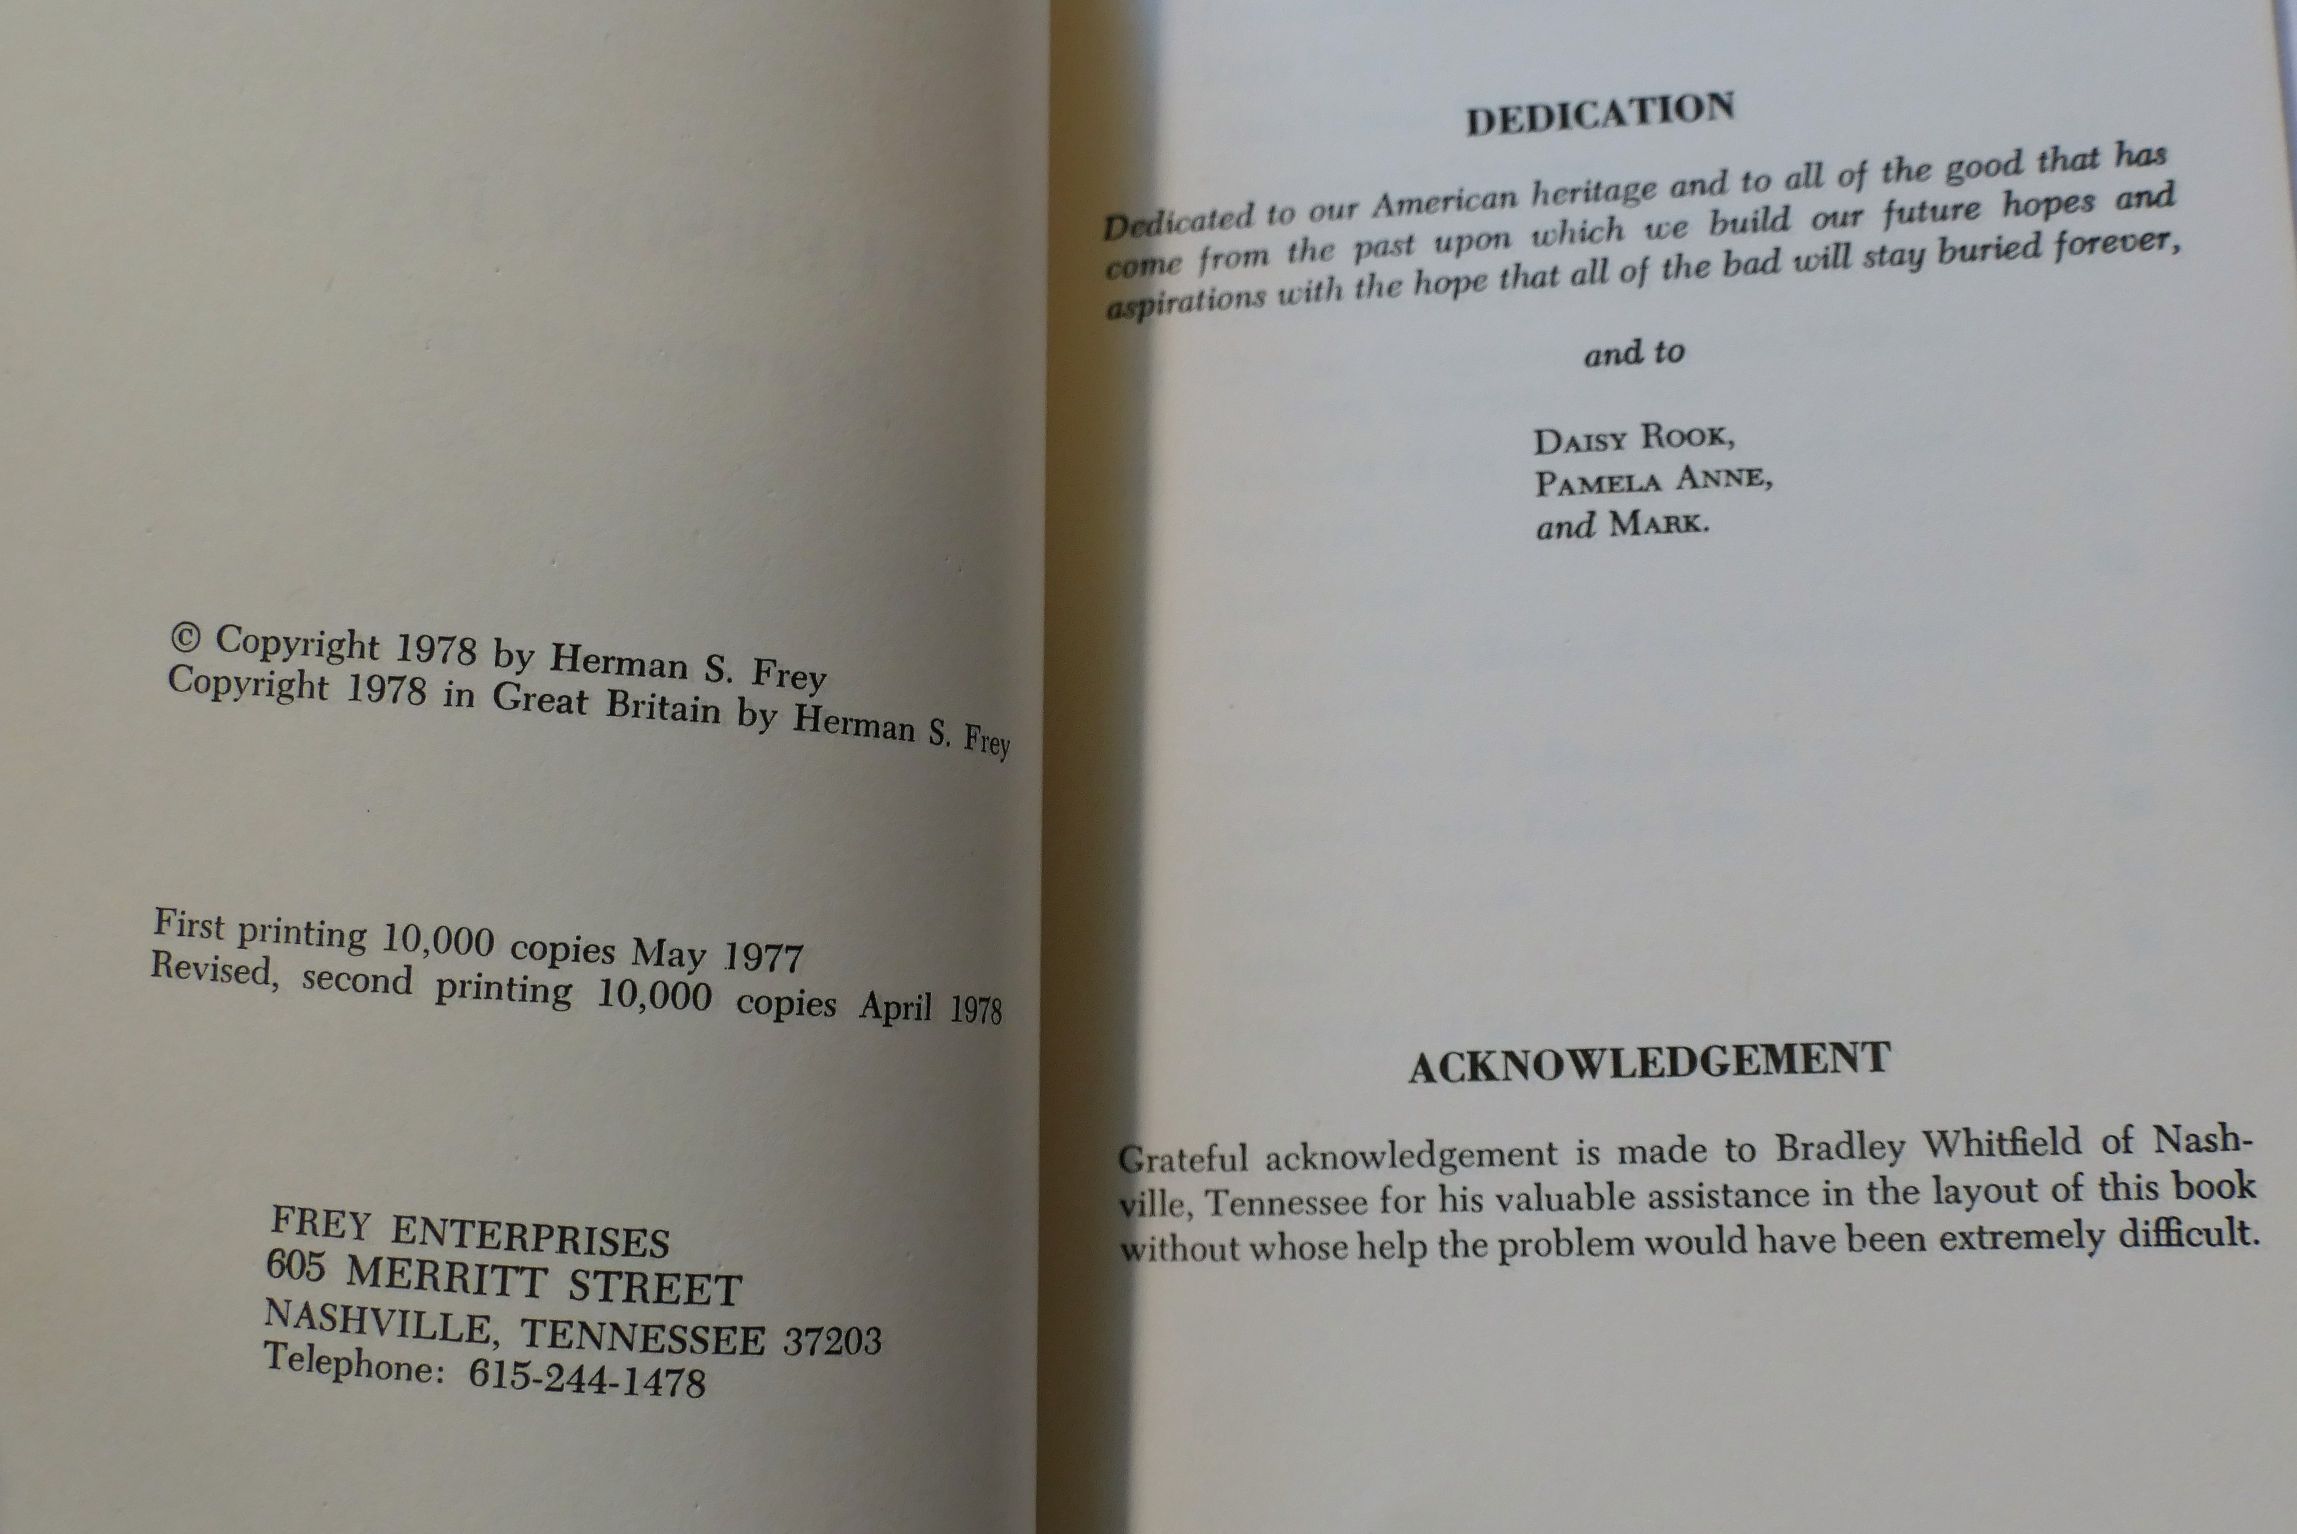 © Copyright 1978 by Herman S. Frey
Copyright 1978 in Great Britain by Herman S. Frey
First printing 10,000 copies May 1977
Revised, second printing 10,000 copies April 1978
FREY ENTERPRISES
605 MERRITT STREET
NASHVILLE, TENNESSEE 37203
Telephone: 615-244-1478
DEDICATION
Dedicated to our American heritage and to all of the good that has
come from the past upon which we build our future hopes and
aspirations with the hope that all of the bad will stay buried forever,
and to
DAISY ROOK,
PAMELA ANNE,
and MARK.
ACKNOWLEDGEMENT
Grateful acknowledgement is made to Bradley Whitfield of Nash-
ville, Tennessee for his valuable assistance in the layout of this book
without whose help the problem would have been extremely difficult.